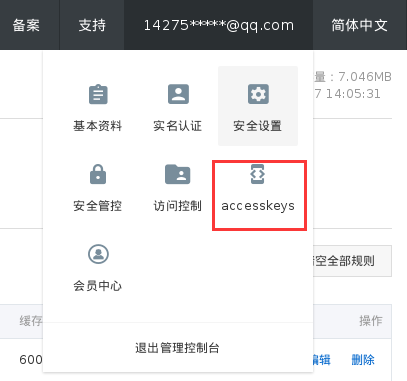 备案 支持 14275*****@qq.com 简体中文
量：7.046MB
基本资料 实名认证 安全设置
7 14:05:31
安全管控 访问控制 accesskeys
会员中心
空全部规则
缓存 操作
退出管理控制台
600 编辑 删除